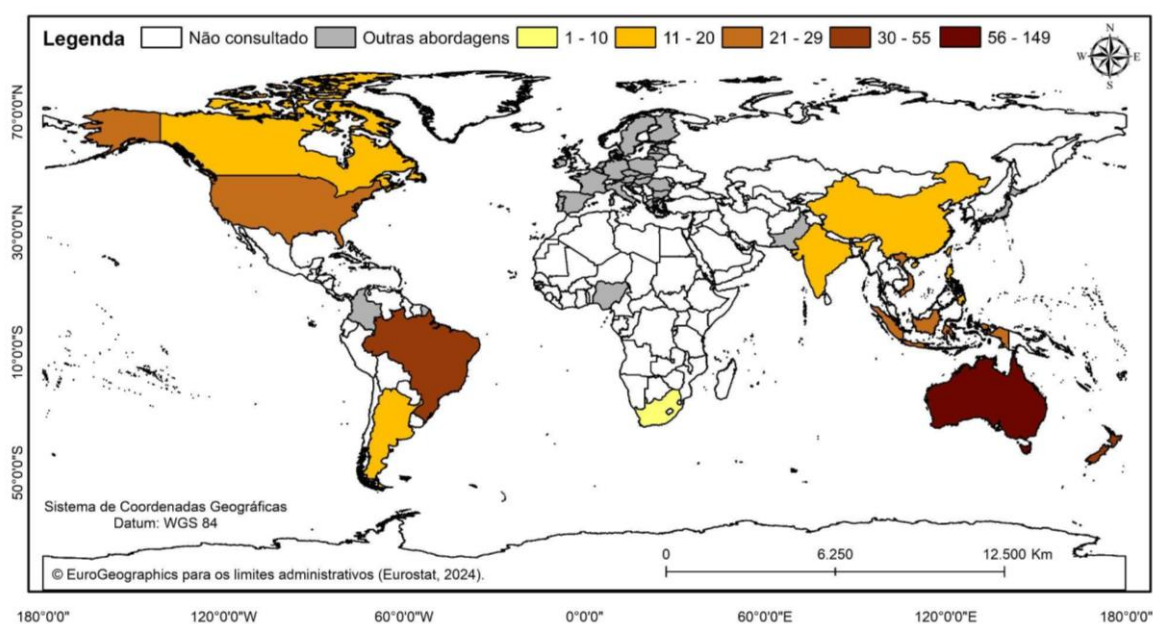 Legenda Não consultado Outras abordagens 1 - 10 11 - 20 21 - 29 30 - 55 56 - 149
N
W E
S
70°0'0"N
30°0'0"N
10°0'0"S
50°0'0"S
Sistema de Coordenadas Geográficas
Datum: WGS 84
0 6.250 12.500 Km
© EuroGeographics para os limites administrativos (Eurostat, 2024).
180°0'0" 120°0'0"W 60°0'0"W 0°0'0" 60°0'0"E 120°0'0"E 180°0'0"